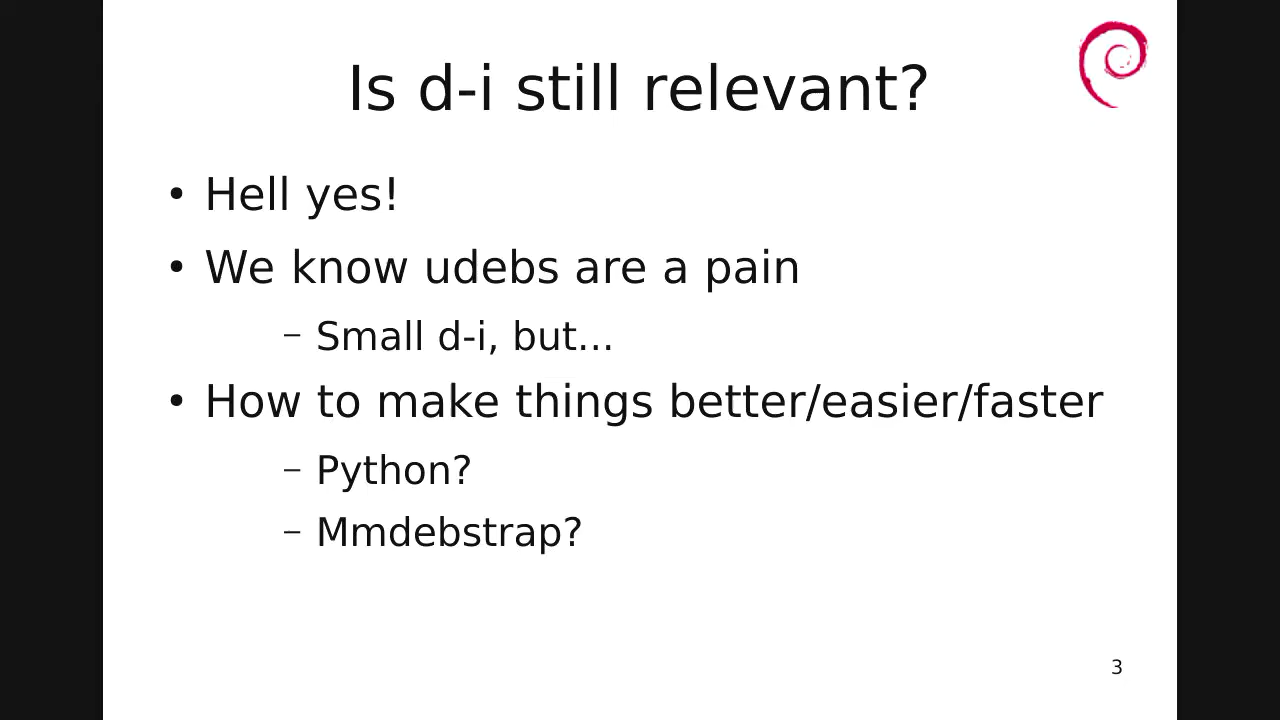 Is d-i still relevant?
• Hell yes!
• We know udebs are a pain
– Small d-i, but...
• How to make things better/easier/faster
– Python?
– Mmdebstrap?
3